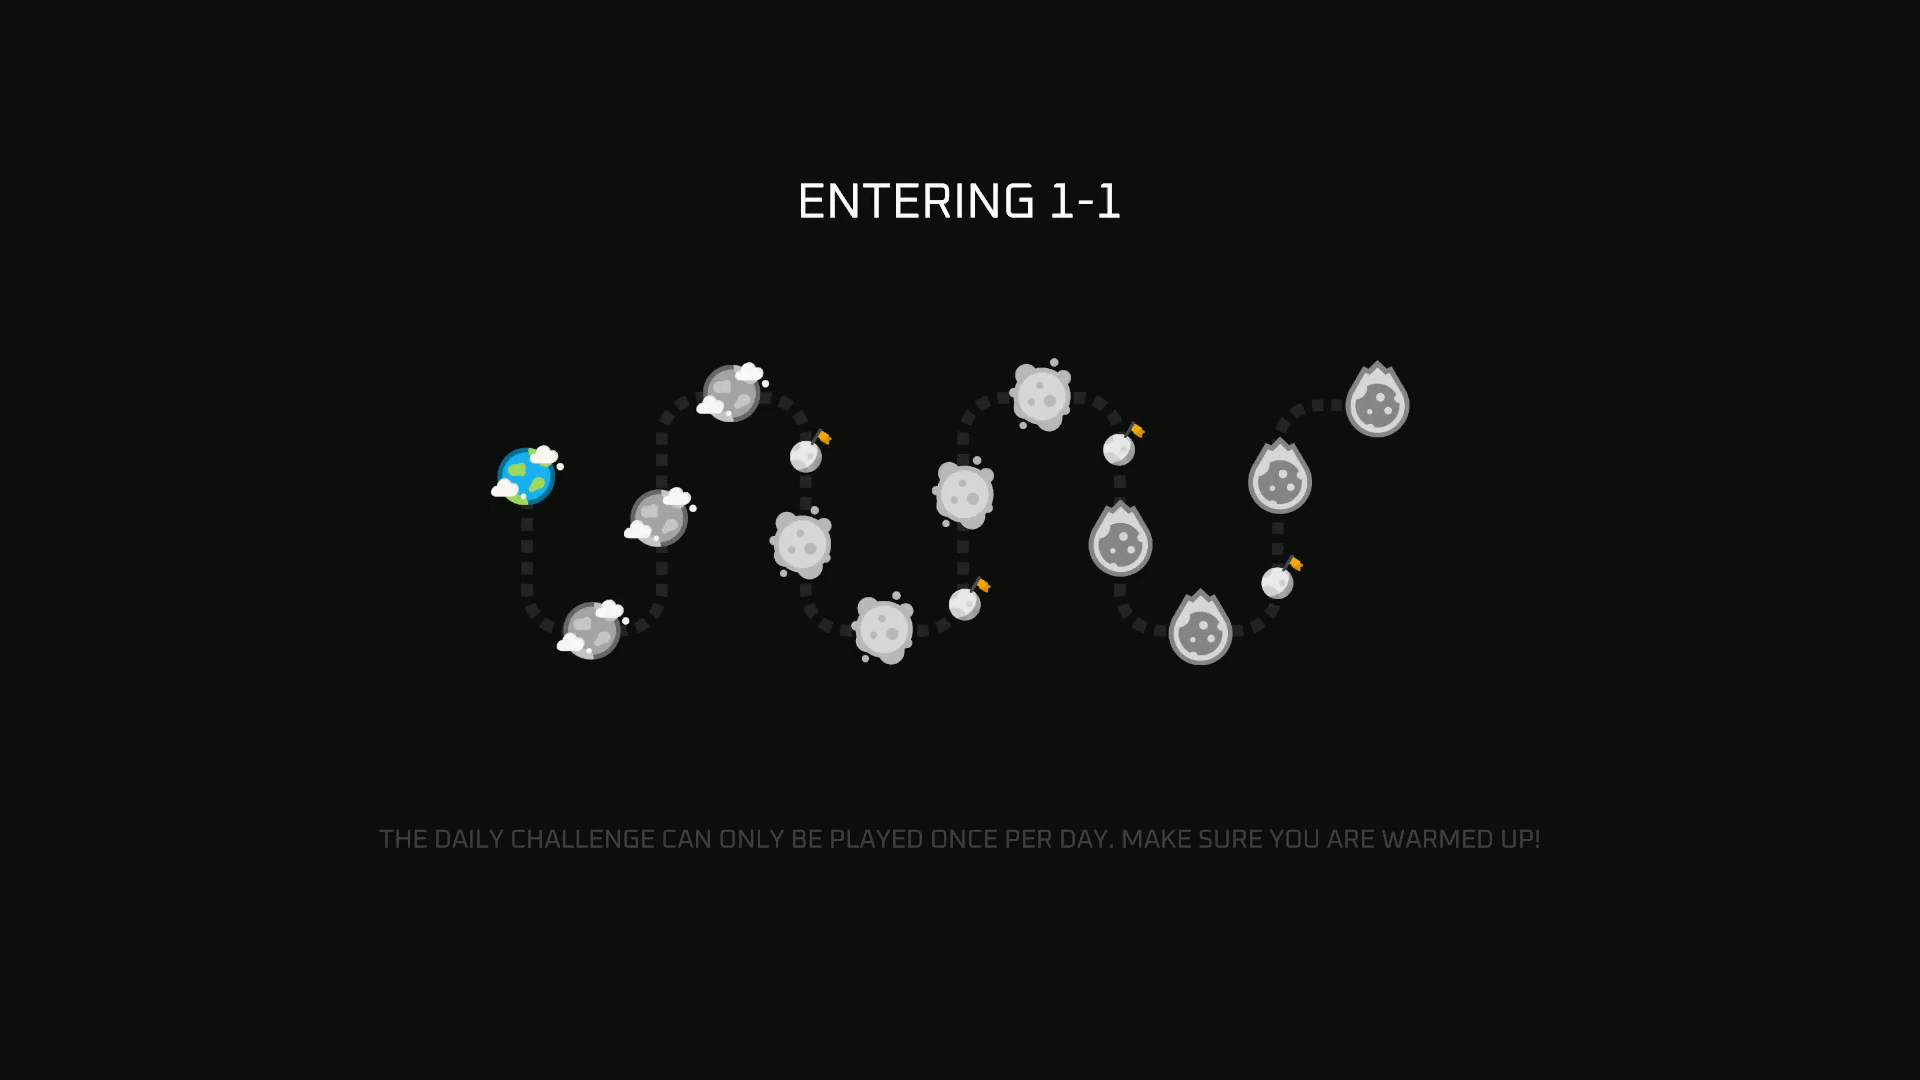 ENTERING 1-1
THE DAILY CHALLENGE CAN ONLY BE PLAYED ONCE PER DAY. MAKE SURE YOU ARE WARMED UP!